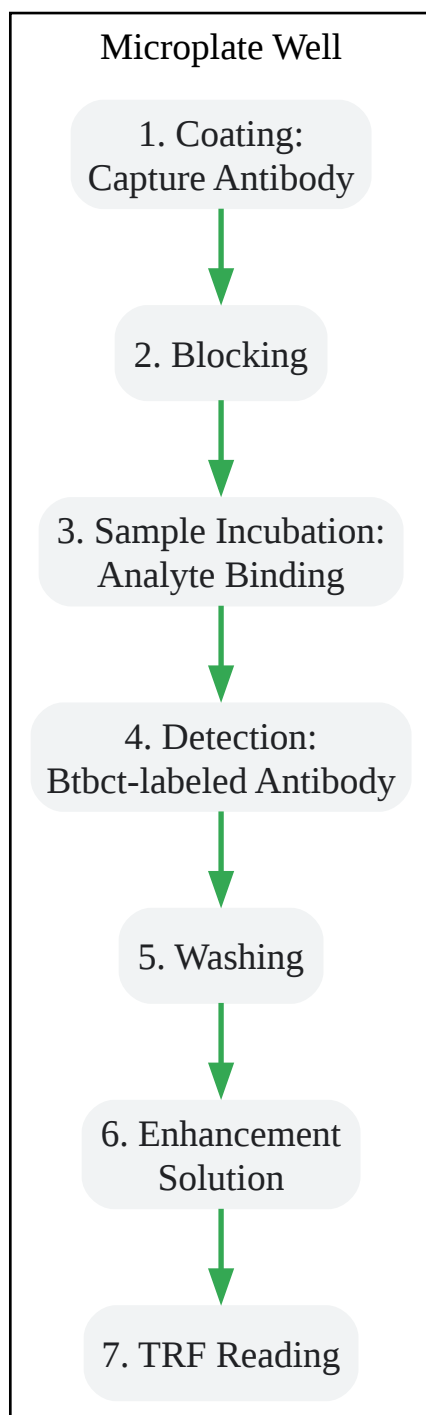 Microplate Well
1. Coating:
Capture Antibody
2. Blocking
3. Sample Incubation:
Analyte Binding
4. Detection:
Btbct-labeled Antibody
5. Washing
6. Enhancement
Solution
7. TRF Reading